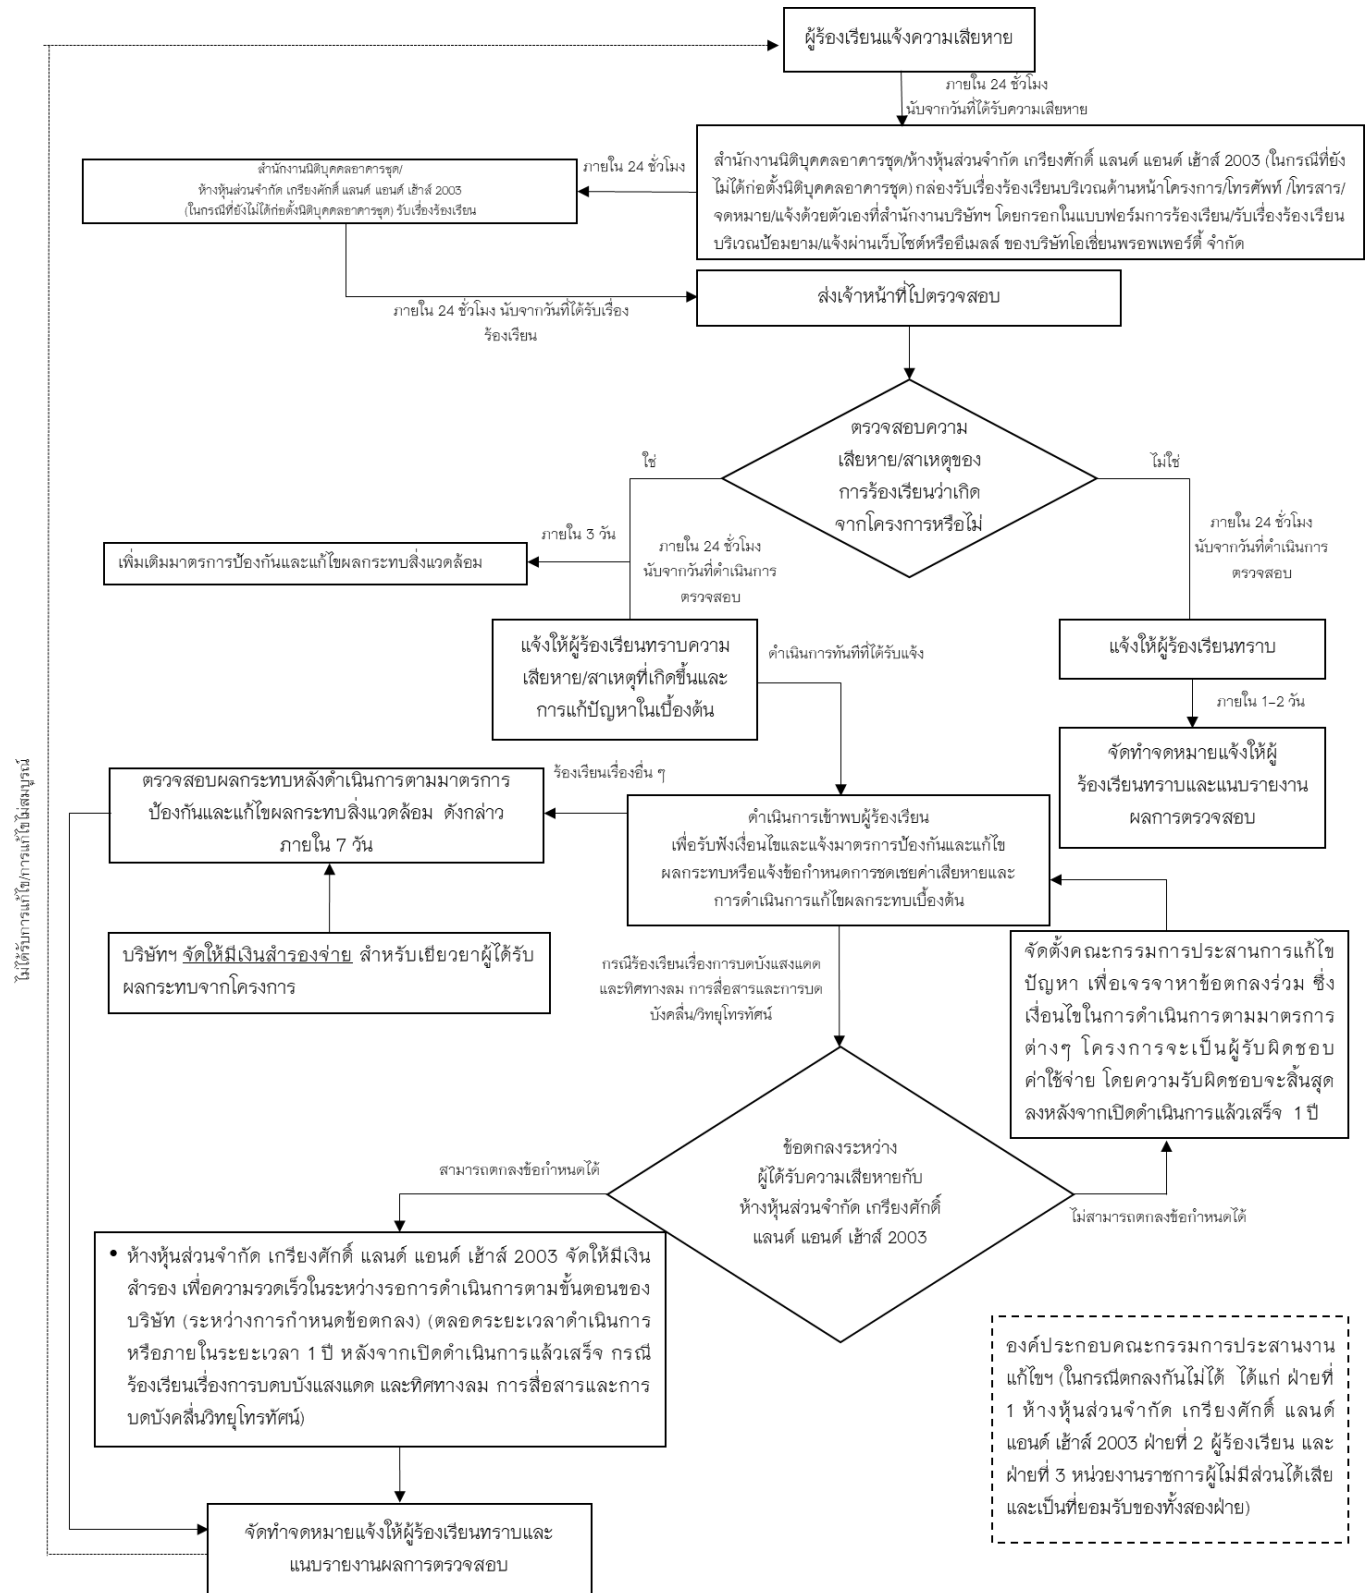 ผู้ร้องเรียนแจ้งความเสียหาย
ภายใน 24 ชั่วโมง
นับจากวันที่ได้รับความเสียหาย
สำนักงานนิติบุคคลอาคารชุด/ห้างหุ้นส่วนจำกัด เกรียงศักดิ์ แลนด์ แอนด์ เฮ้าส์ 2003 (ในกรณีที่ยัง
ไม่ได้ก่อตั้งนิติบุคคลอาคารชุด) กล่องรับเรื่องร้องเรียนบริเวณด้านหน้าโครงการ/โทรศัพท์ /โทรสาร/
จดหมาย/แจ้งด้วยตัวเองที่สำนักงานบริษัทฯ โดยกรอกในแบบฟอร์มการร้องเรียน/รับเรื่องร้องเรียน
บริเวณป้อมยาม/แจ้งผ่านเว็บไซต์หรืออีเมลล์ ของบริษัทโอเชี่ยนพรอพเพอร์ตี้ จำกัด
ภายใน 24 ชั่วโมง
สำนักงานนิติบุคคลอาคารชุด/
ห้างหุ้นส่วนจำกัด เกรียงศักดิ์ แลนด์ แอนด์ เฮ้าส์ 2003
(ในกรณีที่ยังไม่ได้ก่อตั้งนิติบุคคลอาคารชุด) รับเรื่องร้องเรียน
ภายใน 24 ชั่วโมง นับจากวันที่ได้รับเรื่อง
ร้องเรียน
ส่งเจ้าหน้าที่ไปตรวจสอบ
ตรวจสอบความ
เสียหาย/สาเหตุของ
การร้องเรียนว่าเกิด
จากโครงการหรือไม่
ใช่
ไม่ใช่
ภายใน 3 วัน
เพิ่มเติมมาตรการป้องกันและแก้ไขผลกระทบสิ่งแวดล้อม
ภายใน 24 ชั่วโมง
นับจากวันที่ดำเนินการ
ตรวจสอบ
ภายใน 24 ชั่วโมง
นับจากวันที่ดำเนินการ
ตรวจสอบ
แจ้งให้ผู้ร้องเรียนทราบความ
เสียหาย/สาเหตุที่เกิดขึ้นและ
การแก้ปัญหาในเบื้องต้น
ดำเนินการทันทีที่ได้รับแจ้ง
แจ้งให้ผู้ร้องเรียนทราบ
ภายใน 1-2 วัน
จัดทำจดหมายแจ้งให้ผู้
ร้องเรียนทราบและแนบรายงาน
ผลการตรวจสอบ
ตรวจสอบผลกระทบหลังดำเนินการตามมาตรการ
ป้องกันและแก้ไขผลกระทบสิ่งแวดล้อม ดังกล่าว
ภายใน 7 วัน
ร้องเรียนเรื่องอื่น ๆ
ดำเนินการเข้าพบผู้ร้องเรียน
เพื่อรับฟังเงื่อนไขและแจ้งมาตรการป้องกันและแก้ไข
ผลกระทบหรือแจ้งข้อกำหนดการชดเชยค่าเสียหายและ
การดำเนินการแก้ไขผลกระทบเบื้องต้น
บริษัทฯ จัดให้มีเงินสำรองจ่าย สำหรับเยียวยาผู้ได้รับ
ผลกระทบจากโครงการ
กรณีร้องเรียนเรื่องการบดบังแสงแดด
และทิศทางลม การสื่อสารและการบด
บังคลื่น/วิทยุโทรทัศน์
จัดตั้งคณะกรรมการประสานการแก้ไข
ปัญหา เพื่อเจรจาหาข้อตกลงร่วม ซึ่ง
เงื่อนไขในการดำเนินการตามมาตรการ
ต่างๆ โครงการจะเป็นผู้รับผิดชอบ
ค่าใช้จ่าย โดยความรับผิดชอบจะสิ้นสุด
ลงหลังจากเปิดดำเนินการแล้วเสร็จ 1 ปี
ไม่ได้รับการแก้ไข/การแก้ไขไม่สมบูรณ์
ข้อตกลงระหว่าง
ผู้ได้รับความเสียหายกับ
ห้างหุ้นส่วนจำกัด เกรียงศักดิ์
แลนด์ แอนด์ เฮ้าส์ 2003
สามารถตกลงข้อกำหนดได้
ไม่สามารถตกลงข้อกำหนดได้
• ห้างหุ้นส่วนจำกัด เกรียงศักดิ์ แลนด์ แอนด์ เฮ้าส์ 2003 จัดให้มีเงิน
สำรอง เพื่อความรวดเร็วในระหว่างรอการดำเนินการตามขั้นตอนของ
บริษัท (ระหว่างการกำหนดข้อตกลง) (ตลอดระยะเวลาดำเนินการ
หรือภายในระยะเวลา 1 ปี หลังจากเปิดดำเนินการแล้วเสร็จ กรณี
ร้องเรียนเรื่องการบดบบังแสงแดด และทิศทางลม การสื่อสารและการ
บดบังคลื่นวิทยุโทรทัศน์)
องค์ประกอบคณะกรรมการประสานงาน
แก้ไขฯ (ในกรณีตกลงกันไม่ได้ ได้แก่ ฝ่ายที่
1 ห้างหุ้นส่วนจำกัด เกรียงศักดิ์ แลนด์
แอนด์ เฮ้าส์ 2003 ฝ่ายที่ 2 ผู้ร้องเรียน และ
ฝ่ายที่ 3 หน่วยงานราชการผู้ไม่มีส่วนได้เสีย
และเป็นที่ยอมรับของทั้งสองฝ่าย)
จัดทำจดหมายแจ้งให้ผู้ร้องเรียนทราบและ
แนบรายงานผลการตรวจสอบ